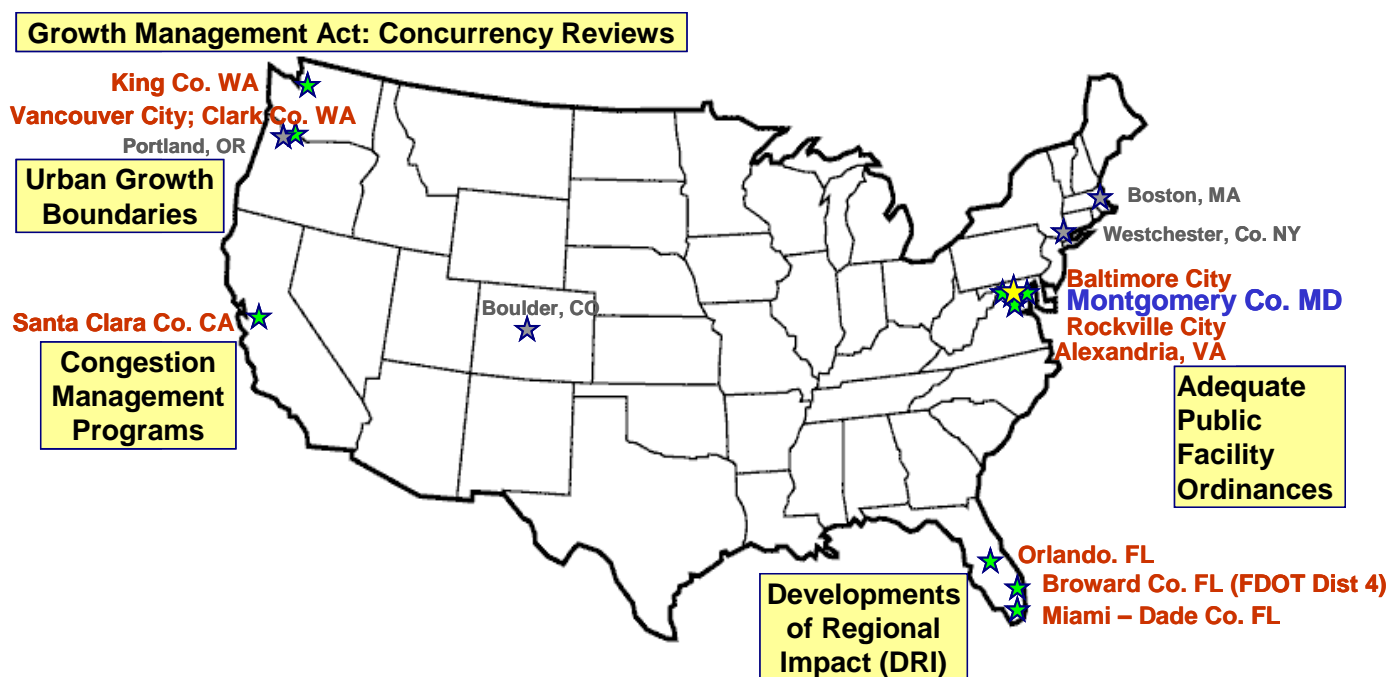 Growth Management Act: Concurrency Reviews
King Co. WA
Vancouver City; Clark Co. WA
Portland, OR
Urban Growth
Boundaries
Boston, MA
Westchester, Co. NY
Baltimore City
Montgomery Co. MD
Rockville City
Alexandria, VA
Boulder, CO
Santa Clara Co. CA
Congestion
Management
Programs
Adequate
Public
Facility
Ordinances
Orlando. FL
Broward Co. FL (FDOT Dist 4)
Miami – Dade Co. FL
Developments
of Regional
Impact (DRI)